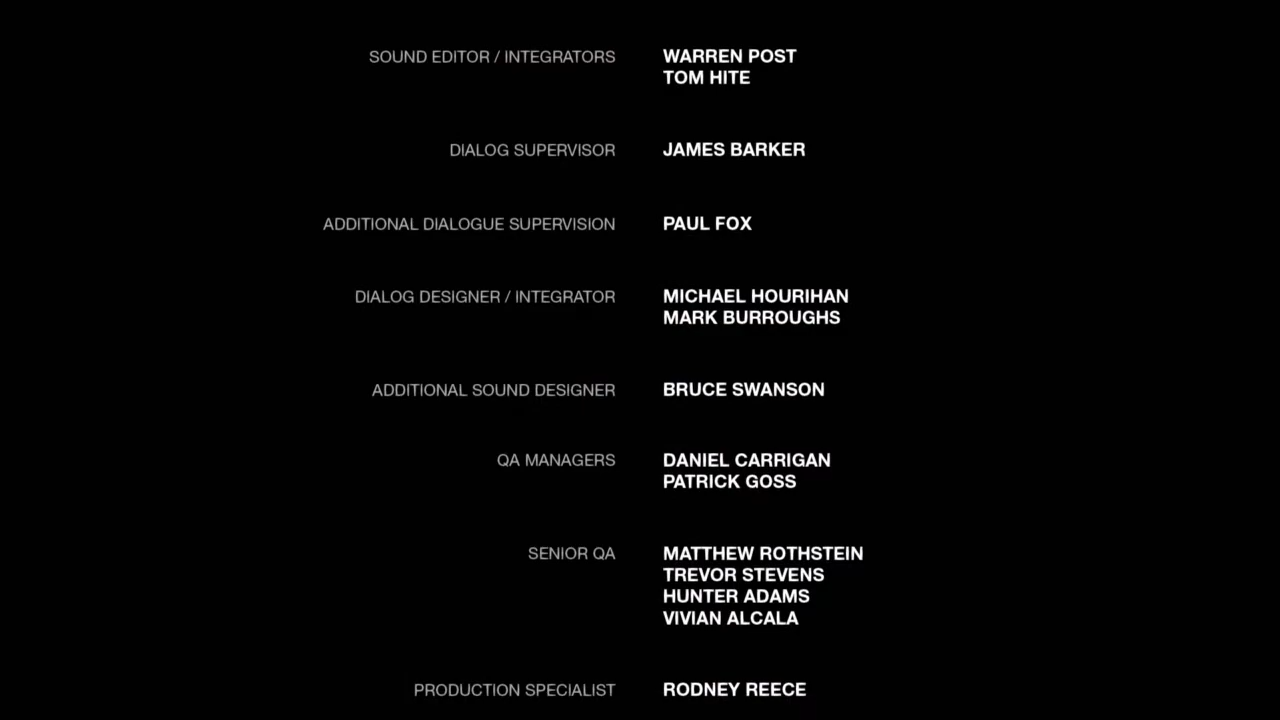 SOUND EDITOR / INTEGRATORS WARREN POST
TOM HITE
DIALOG SUPERVISOR JAMES BARKER
ADDITIONAL DIALOGUE SUPERVISION PAUL FOX
DIALOG DESIGNER / INTEGRATOR MICHAEL HOURIHAN
MARK BURROUGHS
ADDITIONAL SOUND DESIGNER BRUCE SWANSON
QA MANAGERS DANIEL CARRIGAN
PATRICK GOSS
SENIOR QA MATTHEW ROTHSTEIN
TREVOR STEVENS
HUNTER ADAMS
VIVIAN ALCALA
PRODUCTION SPECIALIST RODNEY REECE